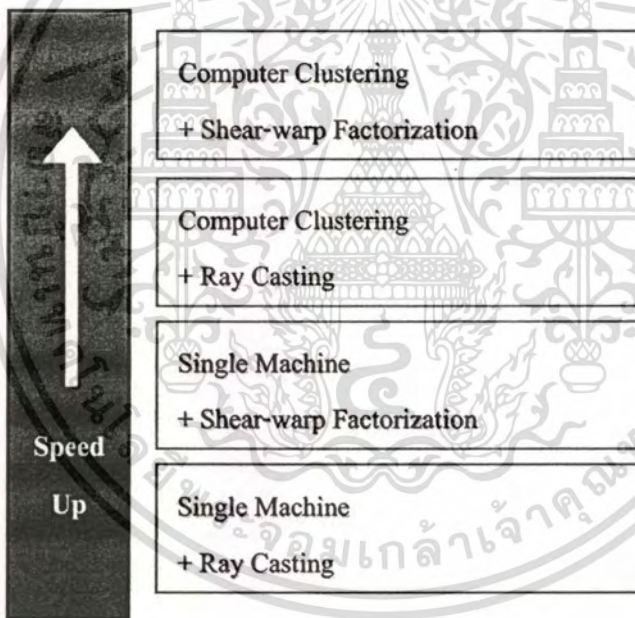 Computer Clustering
+ Shear-warp Factorization
Computer Clustering
+ Ray Casting
Single Machine
+ Shear-warp Factorization
Single Machine
+ Ray Casting
Speed
Up